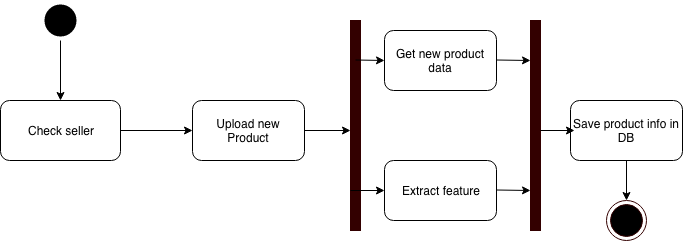 Check seller
Upload new
Product
Get new product
data
Extract feature
Save product info in
DB